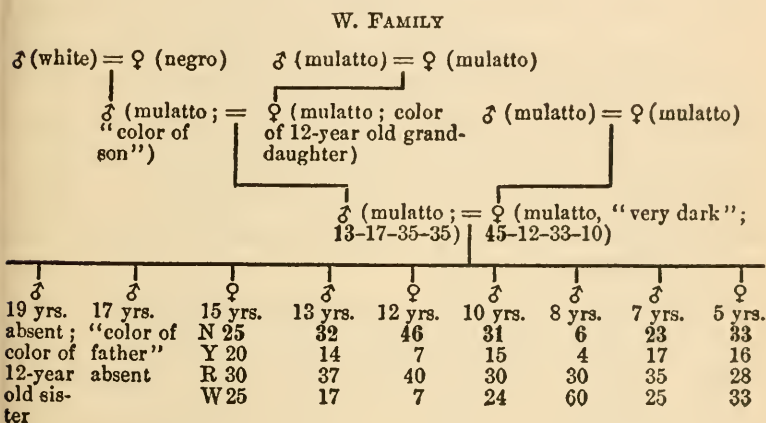 W. FAMILY
♂ (white) = ♀ (negro) ♂ (mulatto) = ♀ (mulatto)
♂ (mulatto; = ♀ (mulatto; color ♂ (mulatto) = ♀ (mulatto)
"color of of 12-year old grand-
son") daughter)
♂ (mulatto; = ♀ (mulatto, "very dark";
13-17-35-35) 45-12-33-10)
♂ ♂ ♀ ♂ ♀ ♂ ♂ ♂ ♀
19 yrs. 17 yrs. 15 yrs. 13 yrs. 12 yrs. 10 yrs. 8 yrs. 7 yrs. 5 yrs.
absent; "color of N 25 32 46 31 6 23 33
color of father" Y 20 14 7 15 4 17 16
12-year absent R 30 37 40 30 30 35 28
old sis- W 25 17 7 24 60 25 33
ter